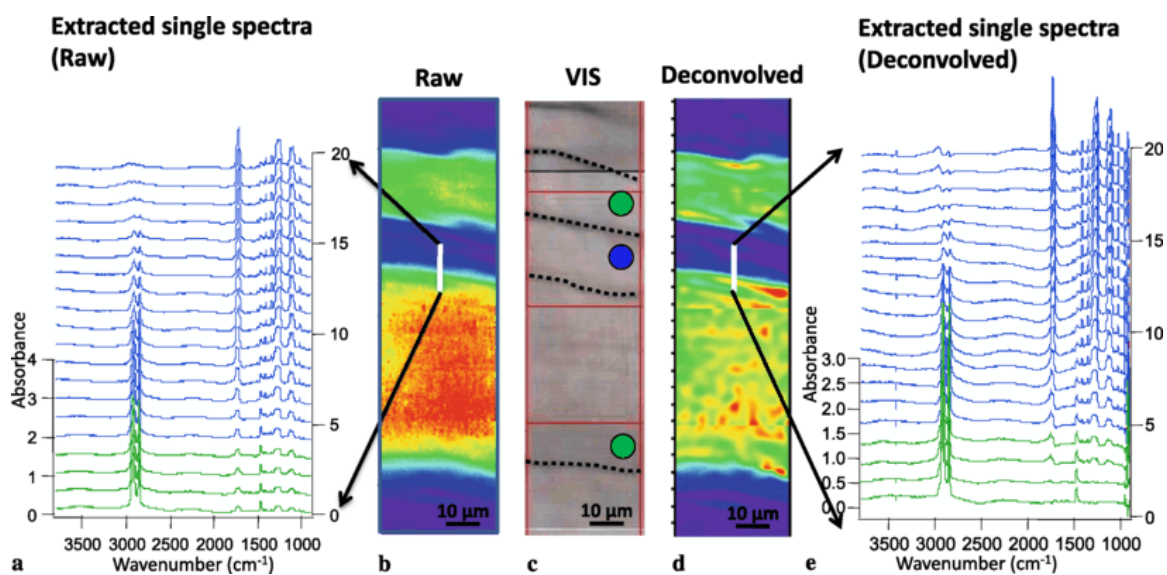 Extracted single spectra
(Raw)
Extracted single spectra
(Deconvolved)
Raw
VIS
Deconvolved
20
15
10
5
0
Absorbance
4
3
2
1
0
3500 3000 2500 2000 1500 1000
Wavenumber (cm⁻¹)
10 µm
10 µm
10 µm
20
15
10
5
0
Absorbance
3.0
2.5
2.0
1.5
1.0
0.5
0.0
3500 3000 2500 2000 1500 1000
Wavenumber (cm⁻¹)
a
b
c
d
e